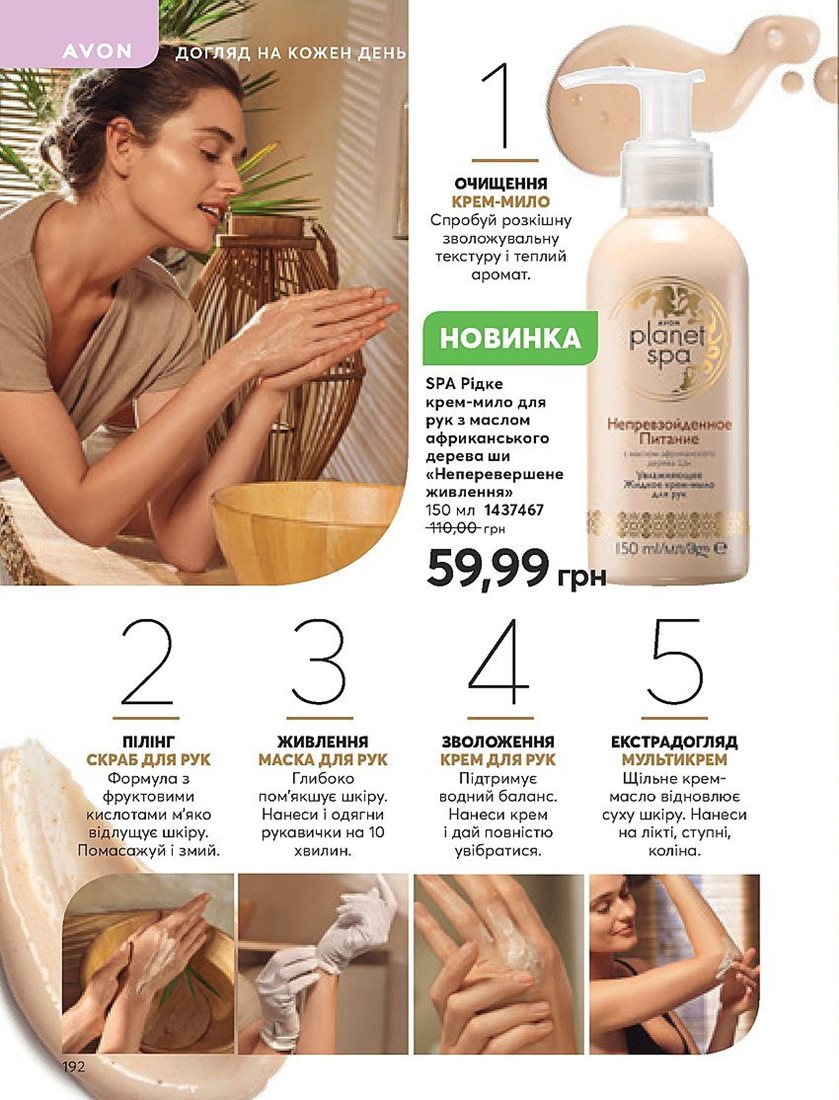 AVON
ДОГЛЯД НА КОЖЕН ДЕНЬ
1
ОЧИЩЕННЯ
КРЕМ-МИЛО
Спробуй розкішну
зволожувальну
текстуру і теплий
аромат.
НОВИНКА
SPA Рідке
крем-мило для
рук з маслом
африканського
дерева ши
«Неперевершене
живлення»
150 мл 1437467
110,00 грн
59,99 грн
AVON
planet
spa
Непревзойденное
Питание
с маслом африканского
дерева Ши
Увлажняющее
Жидкое крем-мыло
для рук
150 ml/мл/
2
ПІЛІНГ
СКРАБ ДЛЯ РУК
Формула з
фруктовими
кислотами м'яко
відлущує шкіру.
Помасажуй і змий.
3
ЖИВЛЕННЯ
МАСКА ДЛЯ РУК
Глибоко
пом'якшує шкіру.
Нанеси і одягни
рукавички на 10
хвилин.
4
ЗВОЛОЖЕННЯ
КРЕМ ДЛЯ РУК
Підтримує
водний баланс.
Нанеси крем
і дай повністю
увібратися.
5
ЕКСТРАДОГЛЯД
МУЛЬТИКРЕМ
Щільне крем-
масло відновлює
суху шкіру. Нанеси
на лікті, ступні,
коліна.
192